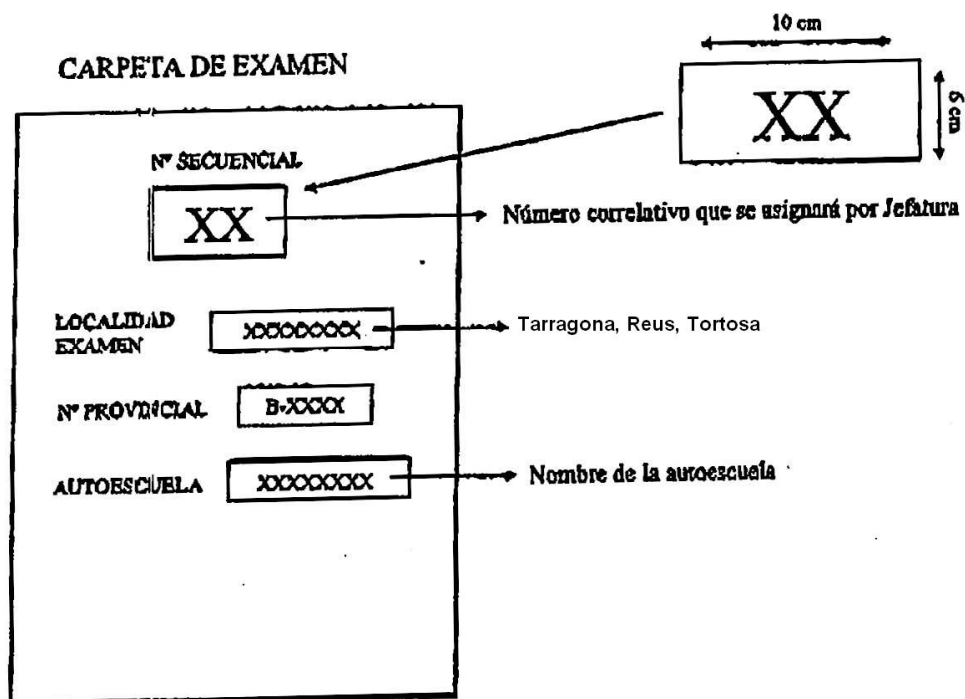 10 cm
CARPETA DE EXAMEN
XX
5 cm
Nº SECUENCIAL
XX
Número correlativo que se asignará por Jefatura
LOCALIDAD
EXAMEN
XXXXXXXX
Tarragona, Reus, Tortosa
Nº PROVINCIAL
B-XXXX
AUTOESCUELA
XXXXXXXX
Nombre de la autoescuela